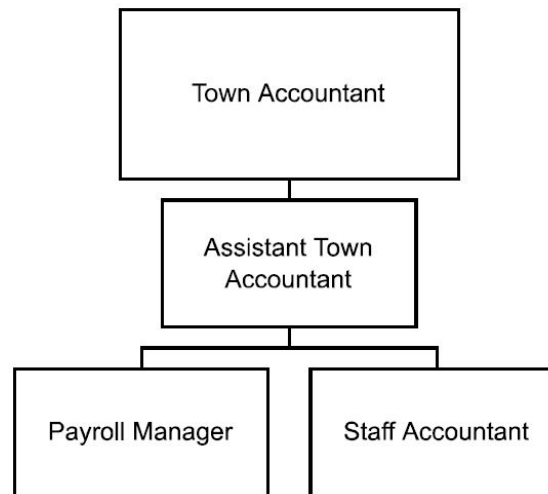 Town Accountant
Assistant Town
Accountant
Payroll Manager
Staff Accountant